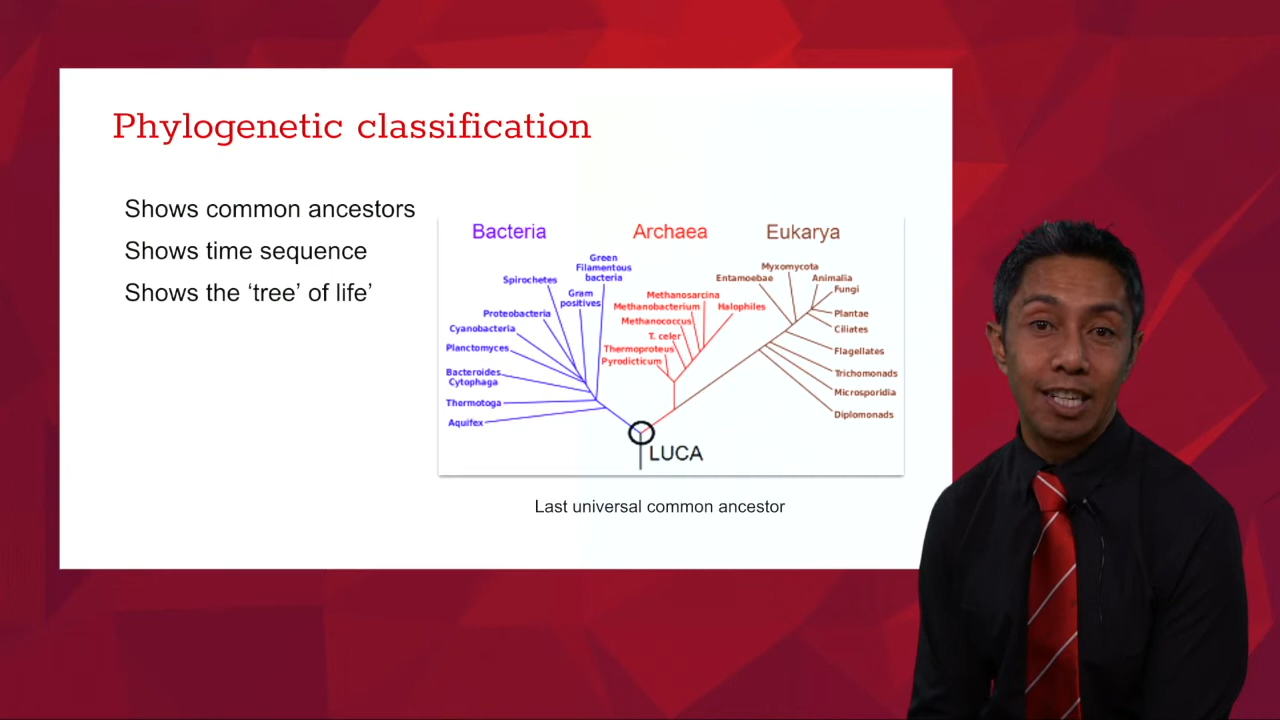 Phylogenetic classification
Shows common ancestors
Shows time sequence
Shows the ‘tree’ of life’
Bacteria
Archaea
Eukarya
Green
Filamentous
bacteria
Spirochetes
Gram
positives
Proteobacteria
Cyanobacteria
Planctomyces
Bacteroides
Cytophaga
Thermotoga
Aquifex
Methanosarcina
Methanobacterium
Halophiles
Methanococcus
T. celer
Thermoproteus
Pyrodicticum
Entamoebae
Myxomycota
Animalia
Fungi
Plantae
Ciliates
Flagellates
Trichomonads
Microsporidia
Diplomonads
LUCA
Last universal common ancestor